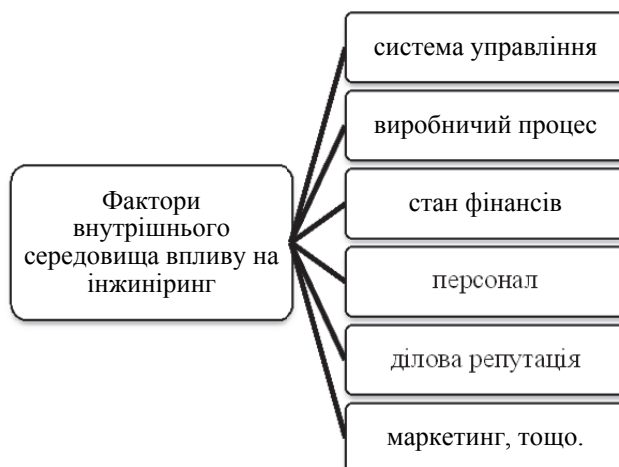 Фактори
внутрішнього
середовища впливу на
інжиніринг
система управління
виробничий процес
стан фінансів
персонал
ділова репутація
маркетинг, тощо.